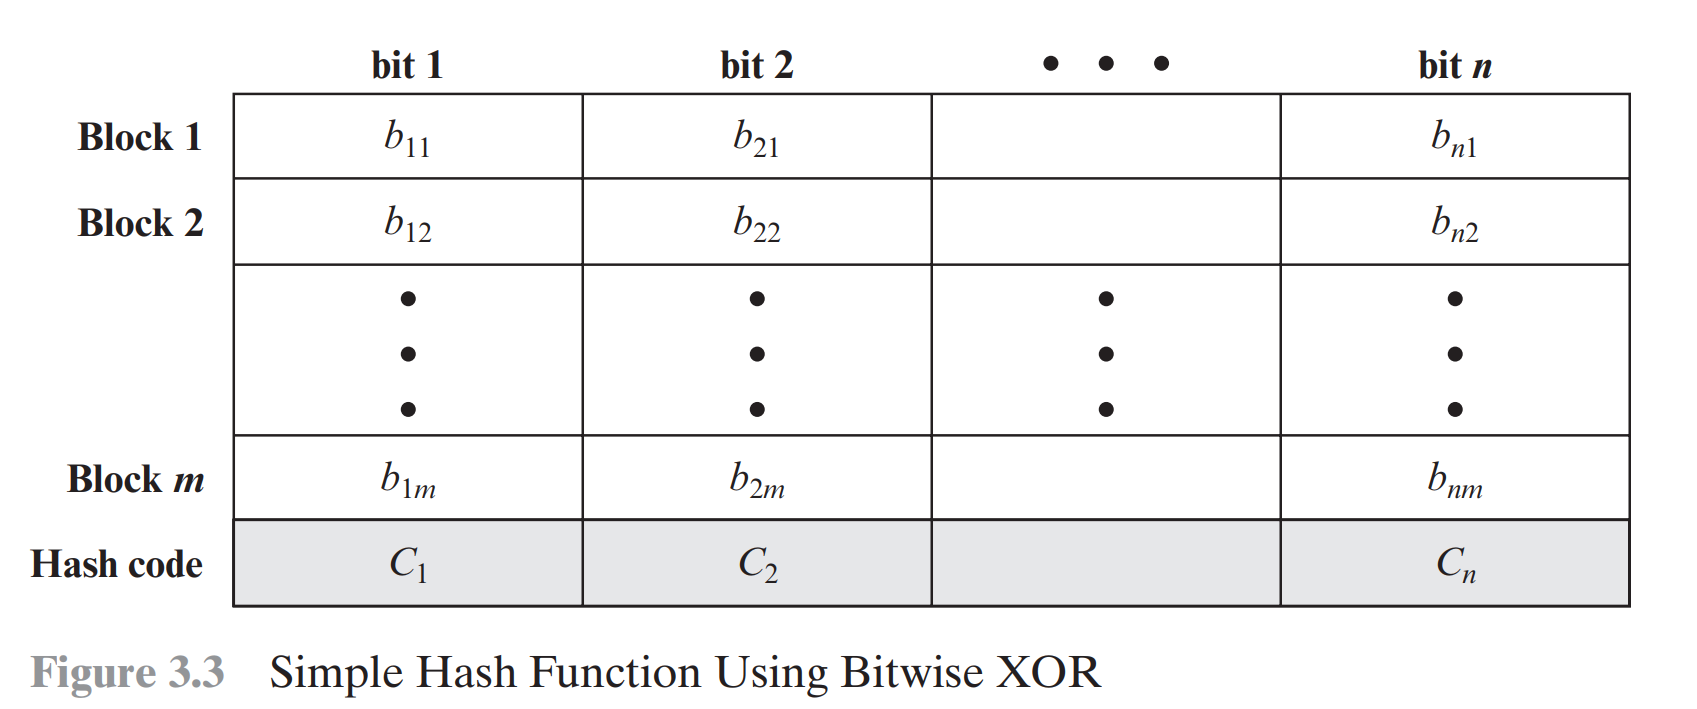 bit 1 bit 2 • • • bit n
Block 1 b11 b21 bn1
Block 2 b12 b22 bn2
• • • •
• • • •
• • • •
Block m b1m b2m bnm
Hash code C1 C2 Cn
Figure 3.3 Simple Hash Function Using Bitwise XOR